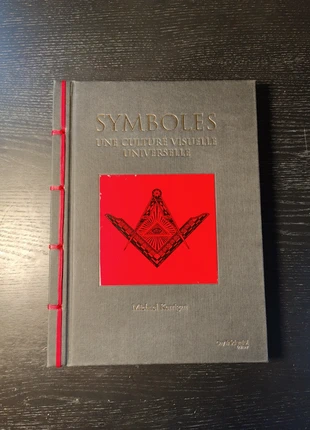 SYMBOLES
UNE CULTURE VISUELLE
UNIVERSELLE
Michael Kerrigan